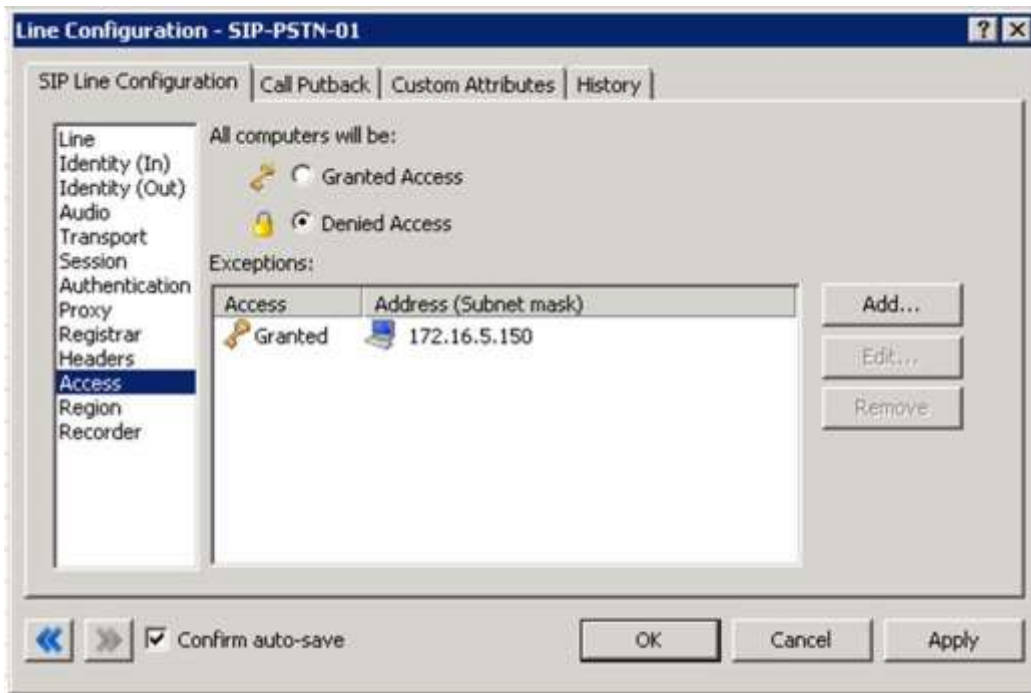 Line Configuration - SIP-PSTN-01
? X
SIP Line Configuration Call Putback Custom Attributes History
Line
Identity (In)
Identity (Out)
Audio
Transport
Session
Authentication
Proxy
Registrar
Headers
Access
Region
Recorder
All computers will be:
Granted Access
Denied Access
Exceptions:
Access Address (Subnet mask)
Granted 172.16.5.150
Add...
Edit...
Remove
Confirm auto-save
OK Cancel Apply